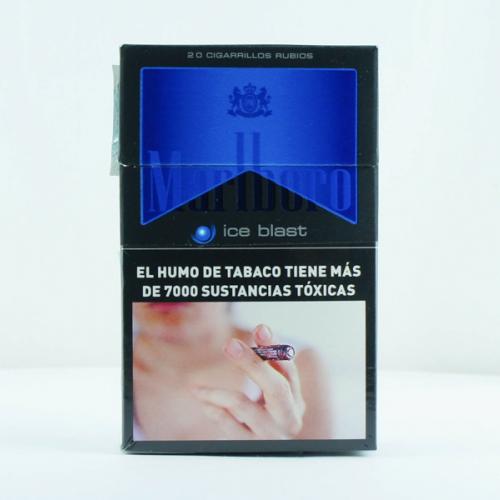 20 CIGARRILLOS RUBIOS
Marlboro
ice blast
EL HUMO DE TABACO TIENE MÁS
DE 7000 SUSTANCIAS TÓXICAS